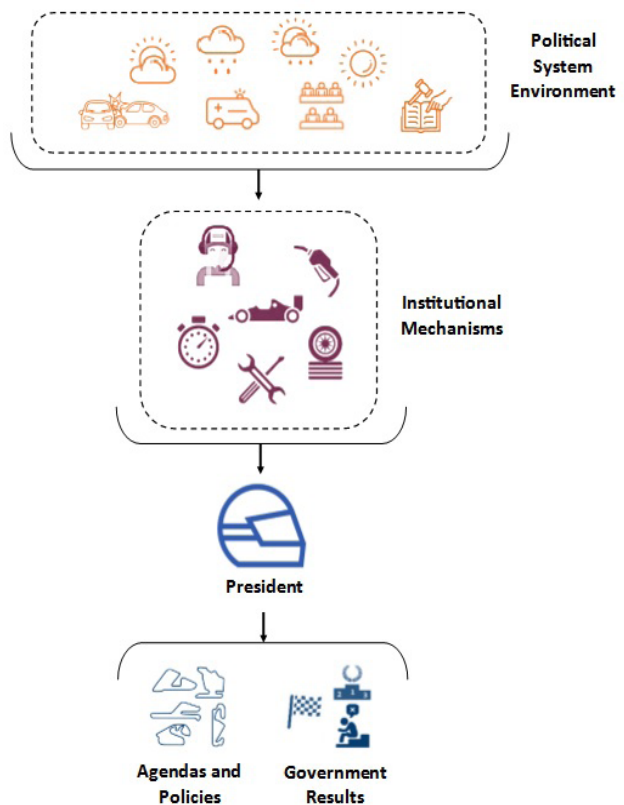 Political
System
Environment
Institutional
Mechanisms
President
Agendas and
Policies
Government
Results